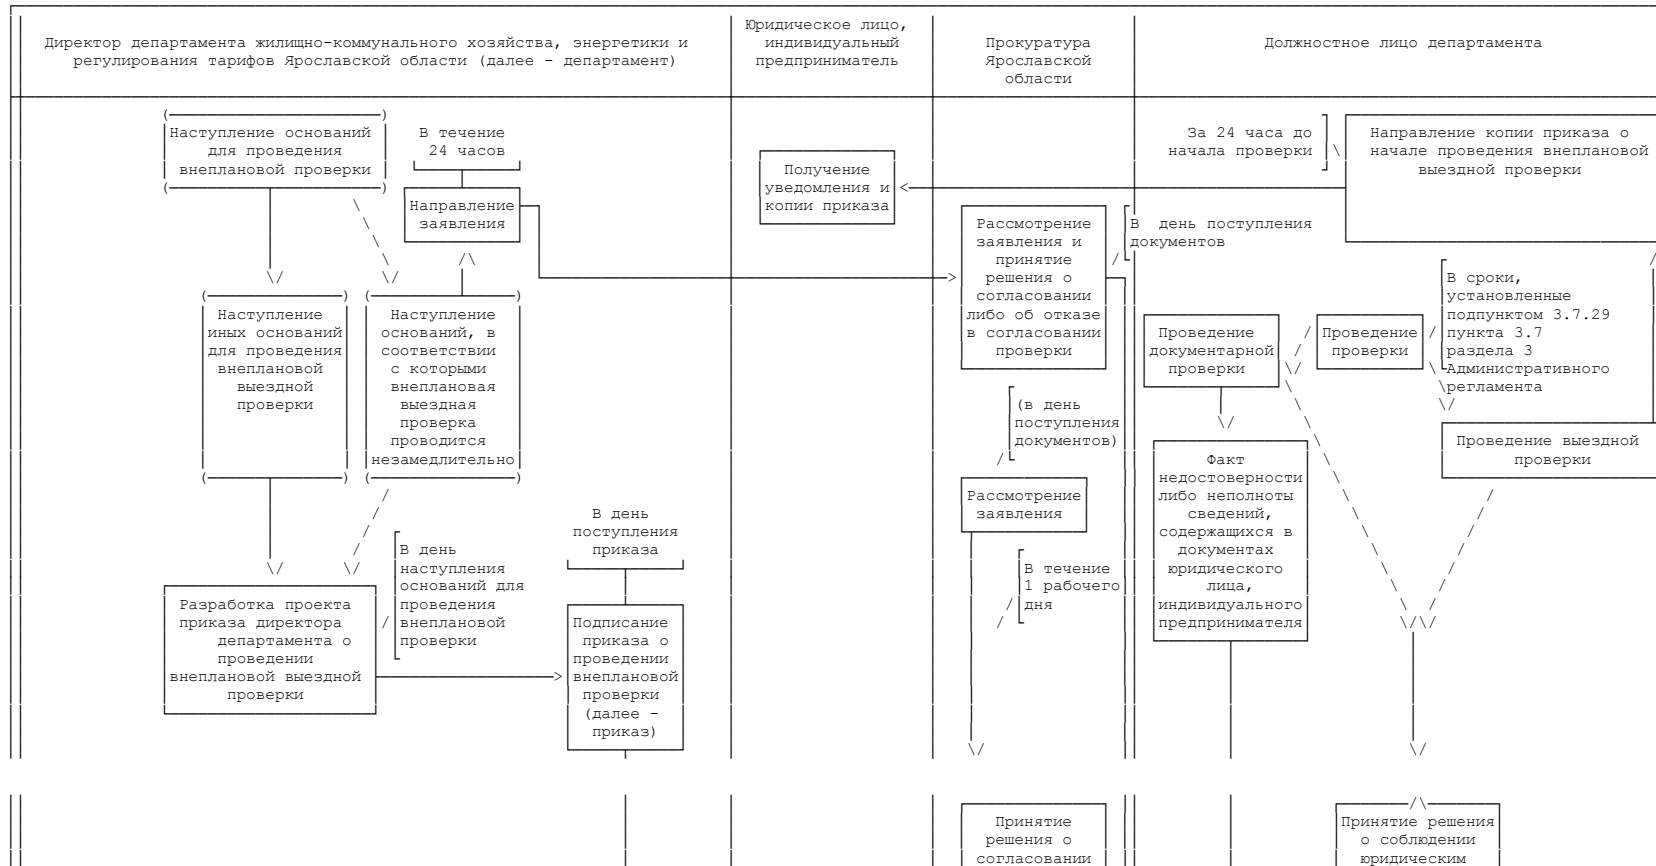 Директор департамента жилищно-коммунального хозяйства, энергетики и
регулирования тарифов Ярославской области (далее - департамент)
Юридическое лицо,
индивидуальный
предприниматель
Прокуратура
Ярославской
области
Должностное лицо департамента
Наступление оснований
для проведения
внеплановой проверки
В течение
24 часов
Направление
заявления
Получение
уведомления и
копии приказа
За 24 часа до
начала проверки
Направление копии приказа о
начале проведения внеплановой
выездной проверки
Рассмотрение
заявления и
принятие
решения о
согласовании
либо об отказе
в согласовании
проверки
В день поступления
документов
Наступление
иных оснований
для проведения
внеплановой
выездной
проверки
Наступление
оснований, в
соответствии
с которыми
внеплановая
выездная
проверка
проводится
незамедлительно
Проведение
документарной
проверки
Проведение
проверки
В сроки,
установленные
подпунктом 3.7.29
пункта 3.7
раздела 3
Административного
регламента
(в день
поступления
документов)
Проведение выездной
проверки
Рассмотрение
заявления
Факт
недостоверности
либо неполноты
сведений,
содержащихся в
документах
юридического
лица,
индивидуального
предпринимателя
В день
поступления
приказа
В день
наступления
оснований для
проведения
внеплановой
проверки
В течение
1 рабочего
дня
Разработка проекта
приказа директора
департамента о
проведении
внеплановой выездной
проверки
Подписание
приказа о
проведении
внеплановой
проверки
(далее -
приказ)
Принятие
решения о
согласовании
Принятие решения
о соблюдении
юридическим